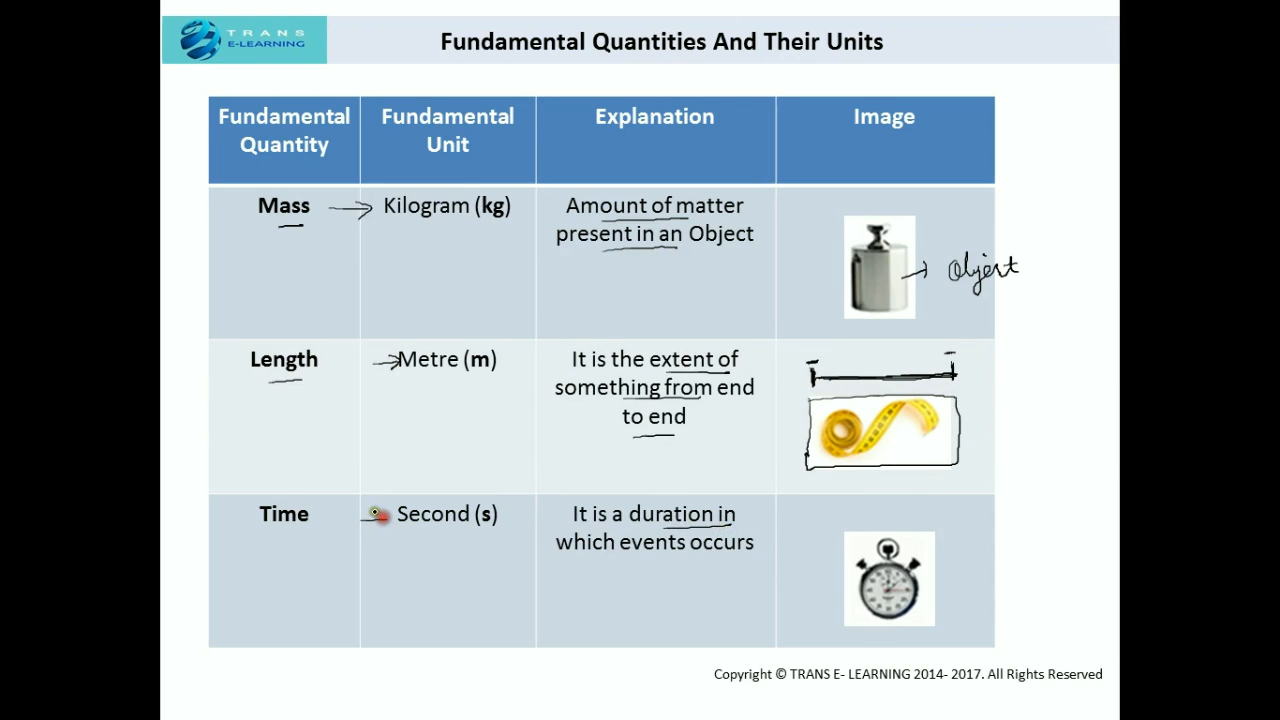 TRANS
E-LEARNING
Fundamental Quantities And Their Units
Fundamental Quantity
Fundamental Unit
Explanation
Image
Mass
Kilogram (kg)
Amount of matter
present in an Object
Object
Length
Metre (m)
It is the extent of
something from end
to end
Time
Second (s)
It is a duration in
which events occurs
Copyright © TRANS E- LEARNING 2014- 2017. All Rights Reserved